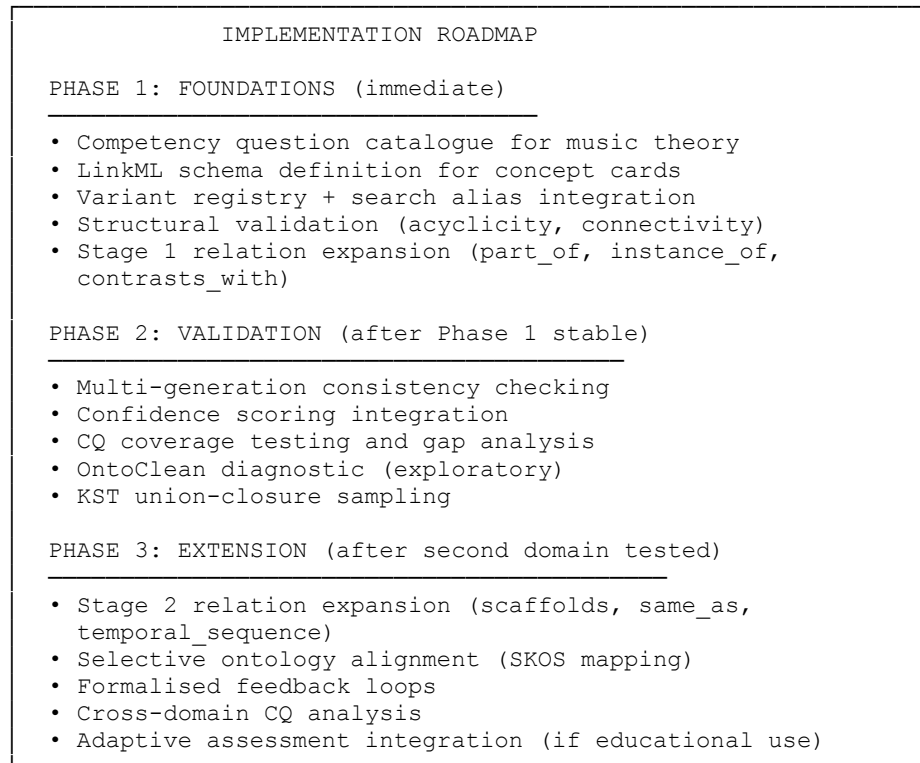 IMPLEMENTATION ROADMAP
PHASE 1: FOUNDATIONS (immediate)
• Competency question catalogue for music theory
• LinkML schema definition for concept cards
• Variant registry + search alias integration
• Structural validation (acyclicity, connectivity)
• Stage 1 relation expansion (part_of, instance_of,
contrasts_with)
PHASE 2: VALIDATION (after Phase 1 stable)
• Multi-generation consistency checking
• Confidence scoring integration
• CQ coverage testing and gap analysis
• OntoClean diagnostic (exploratory)
• KST union-closure sampling
PHASE 3: EXTENSION (after second domain tested)
• Stage 2 relation expansion (scaffolds, same_as,
temporal_sequence)
• Selective ontology alignment (SKOS mapping)
• Formalised feedback loops
• Cross-domain CQ analysis
• Adaptive assessment integration (if educational use)